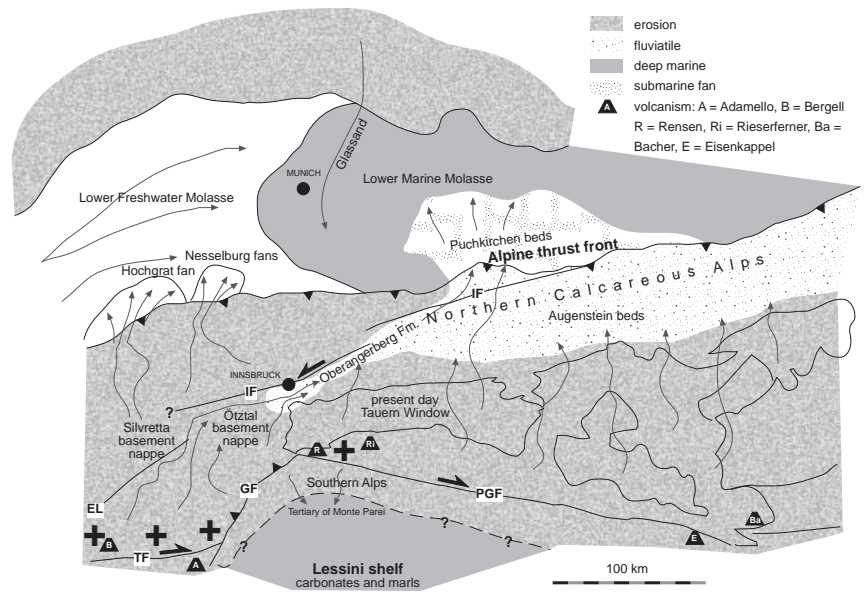 erosion
fluviatile
deep marine
submarine fan
A volcanism: A = Adamello, B = Bergell
R = Rensen, Ri = Rieserferner, Ba =
Bacher, E = Eisenkappel
Glassand
MUNICH
Lower Marine Molasse
Lower Freshwater Molasse
Puchkirchen beds
Alpine thrust front
Nesselburg fans
Hochgrat fan
IF
Northern Calcareous Alps
Augenstein beds
Oberangerberg Fm.
INNSBRUCK
IF
?
present day
Tauern Window
Silvretta
basement
nappe
Ötztal
basement
nappe
R
Ri
GF
Southern Alps
PGF
EL
Tertiary of Monte Parei
?
?
?
B
TF
A
E
Ba
Lessini shelf
carbonates and marls
100 km